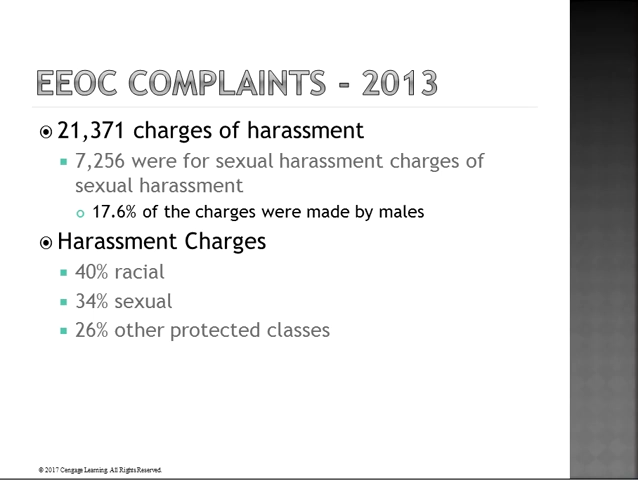 EEOC COMPLAINTS - 2013
21,371 charges of harassment
7,256 were for sexual harassment charges of
sexual harassment
17.6% of the charges were made by males
Harassment Charges
40% racial
34% sexual
26% other protected classes
© 2017 Cengage Learning. All Rights Reserved.